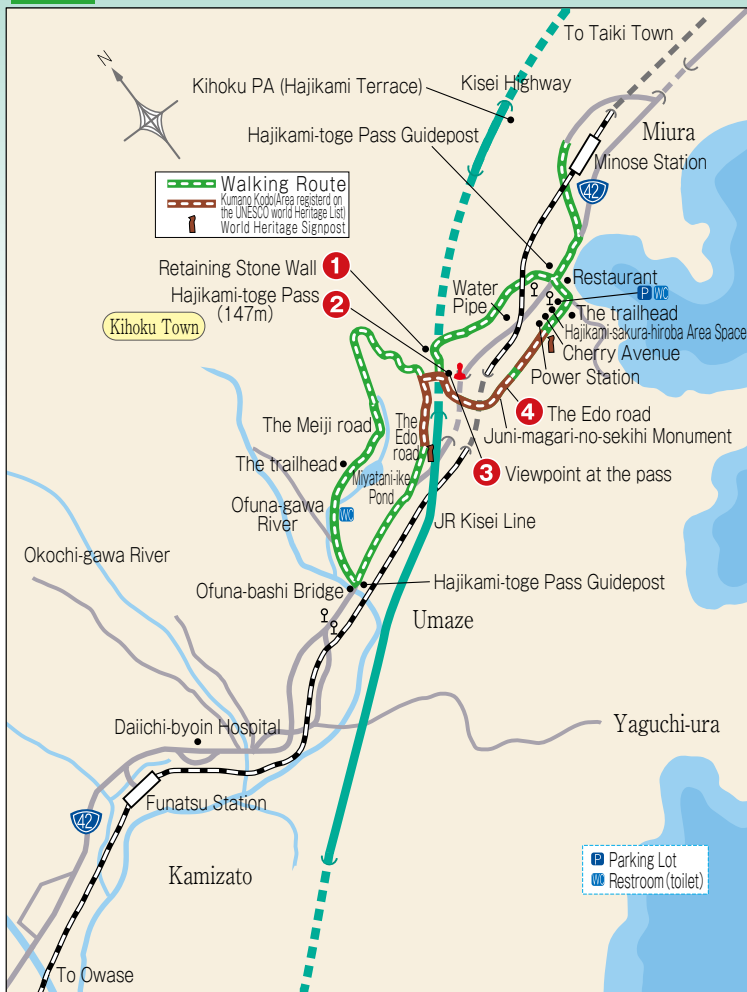 To Taiki Town
N
Kihoku PA (Hajikami Terrace)
Kisei Highway
Hajikami-toge Pass Guidepost
Miura
Minose Station
42
Walking Route
Kumano Kodo(Area registerd on
the UNESCO world Heritage List)
World Heritage Signpost
Retaining Stone Wall 1
Hajikami-toge Pass 2
(147m)
Kihoku Town
Water
Pipe
Restaurant
P WC
The trailhead
Hajikami-sakura-hiroba Area Space
Cherry Avenue
Power Station
4 The Edo road
Juni-magari-no-sekihi Monument
3 Viewpoint at the pass
The Meiji road
The
Edo
road
The trailhead
Miyatani-ike
Pond
Ofuna-gawa
River
WC
JR Kisei Line
Okochi-gawa River
Ofuna-bashi Bridge
Hajikami-toge Pass Guidepost
Umaze
Yaguchi-ura
Daiichi-byoin Hospital
Funatsu Station
42
Kamizato
P Parking Lot
WC Restroom(toilet)
To Owase